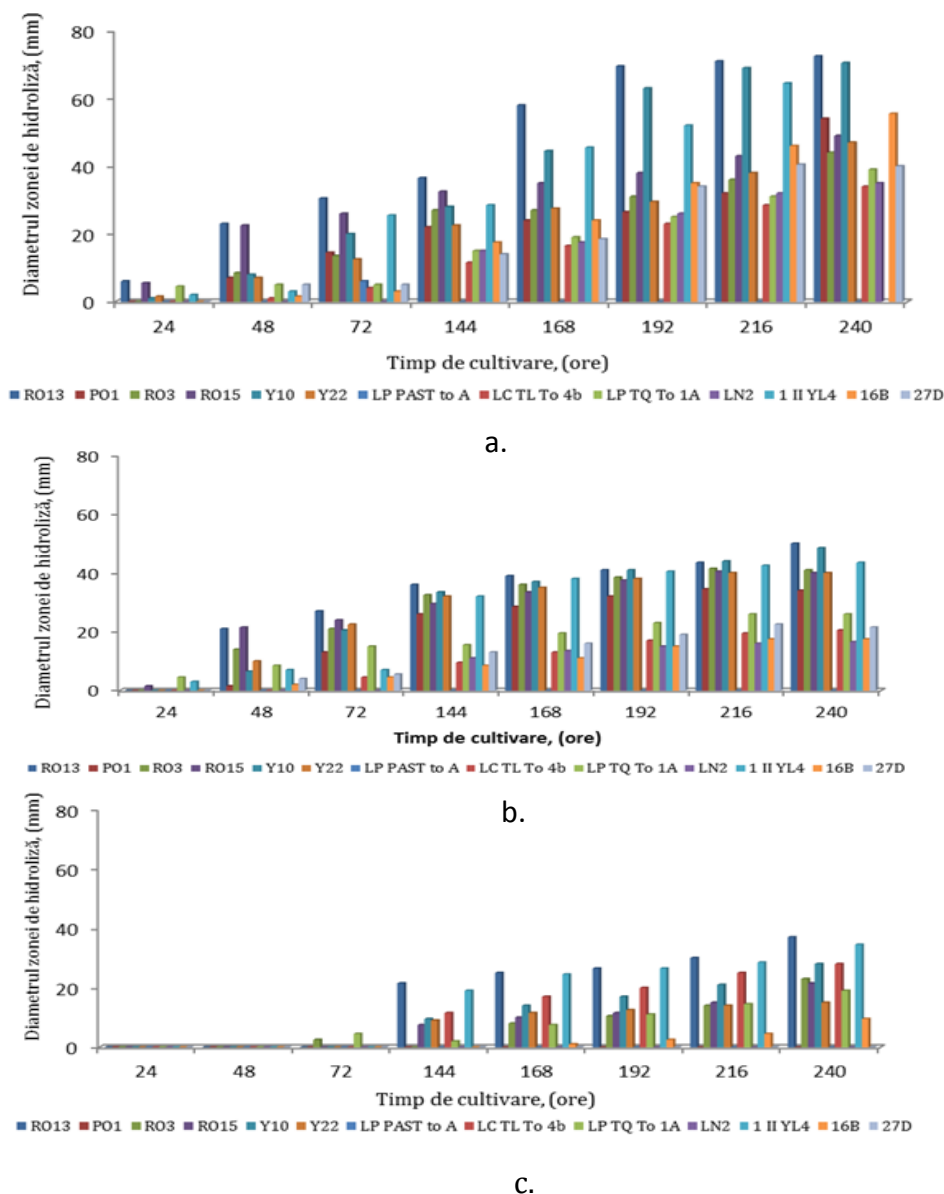 Diametrul zonei de hidroliză, (mm)
80
60
40
20
0
24 48 72 144 168 192 216 240
Timp de cultivare, (ore)
RO13 PO1 RO3 RO15 Y10 Y22 LP PAST to A LC TL To 4b LP TQ To 1A LN2 1 II YL4 16B 27D
a.
Diametrul zonei de hidroliză, (mm)
80
60
40
20
0
24 48 72 144 168 192 216 240
Timp de cultivare, (ore)
RO13 PO1 RO3 RO15 Y10 Y22 LP PAST to A LC TL To 4b LP TQ To 1A LN2 1 II YL4 16B 27D
b.
Diametrul zonei de hidroliză, (mm)
80
60
40
20
0
24 48 72 144 168 192 216 240
Timp de cultivare, (ore)
RO13 PO1 RO3 RO15 Y10 Y22 LP PAST to A LC TL To 4b LP TQ To 1A LN2 1 II YL4 16B 27D
c.